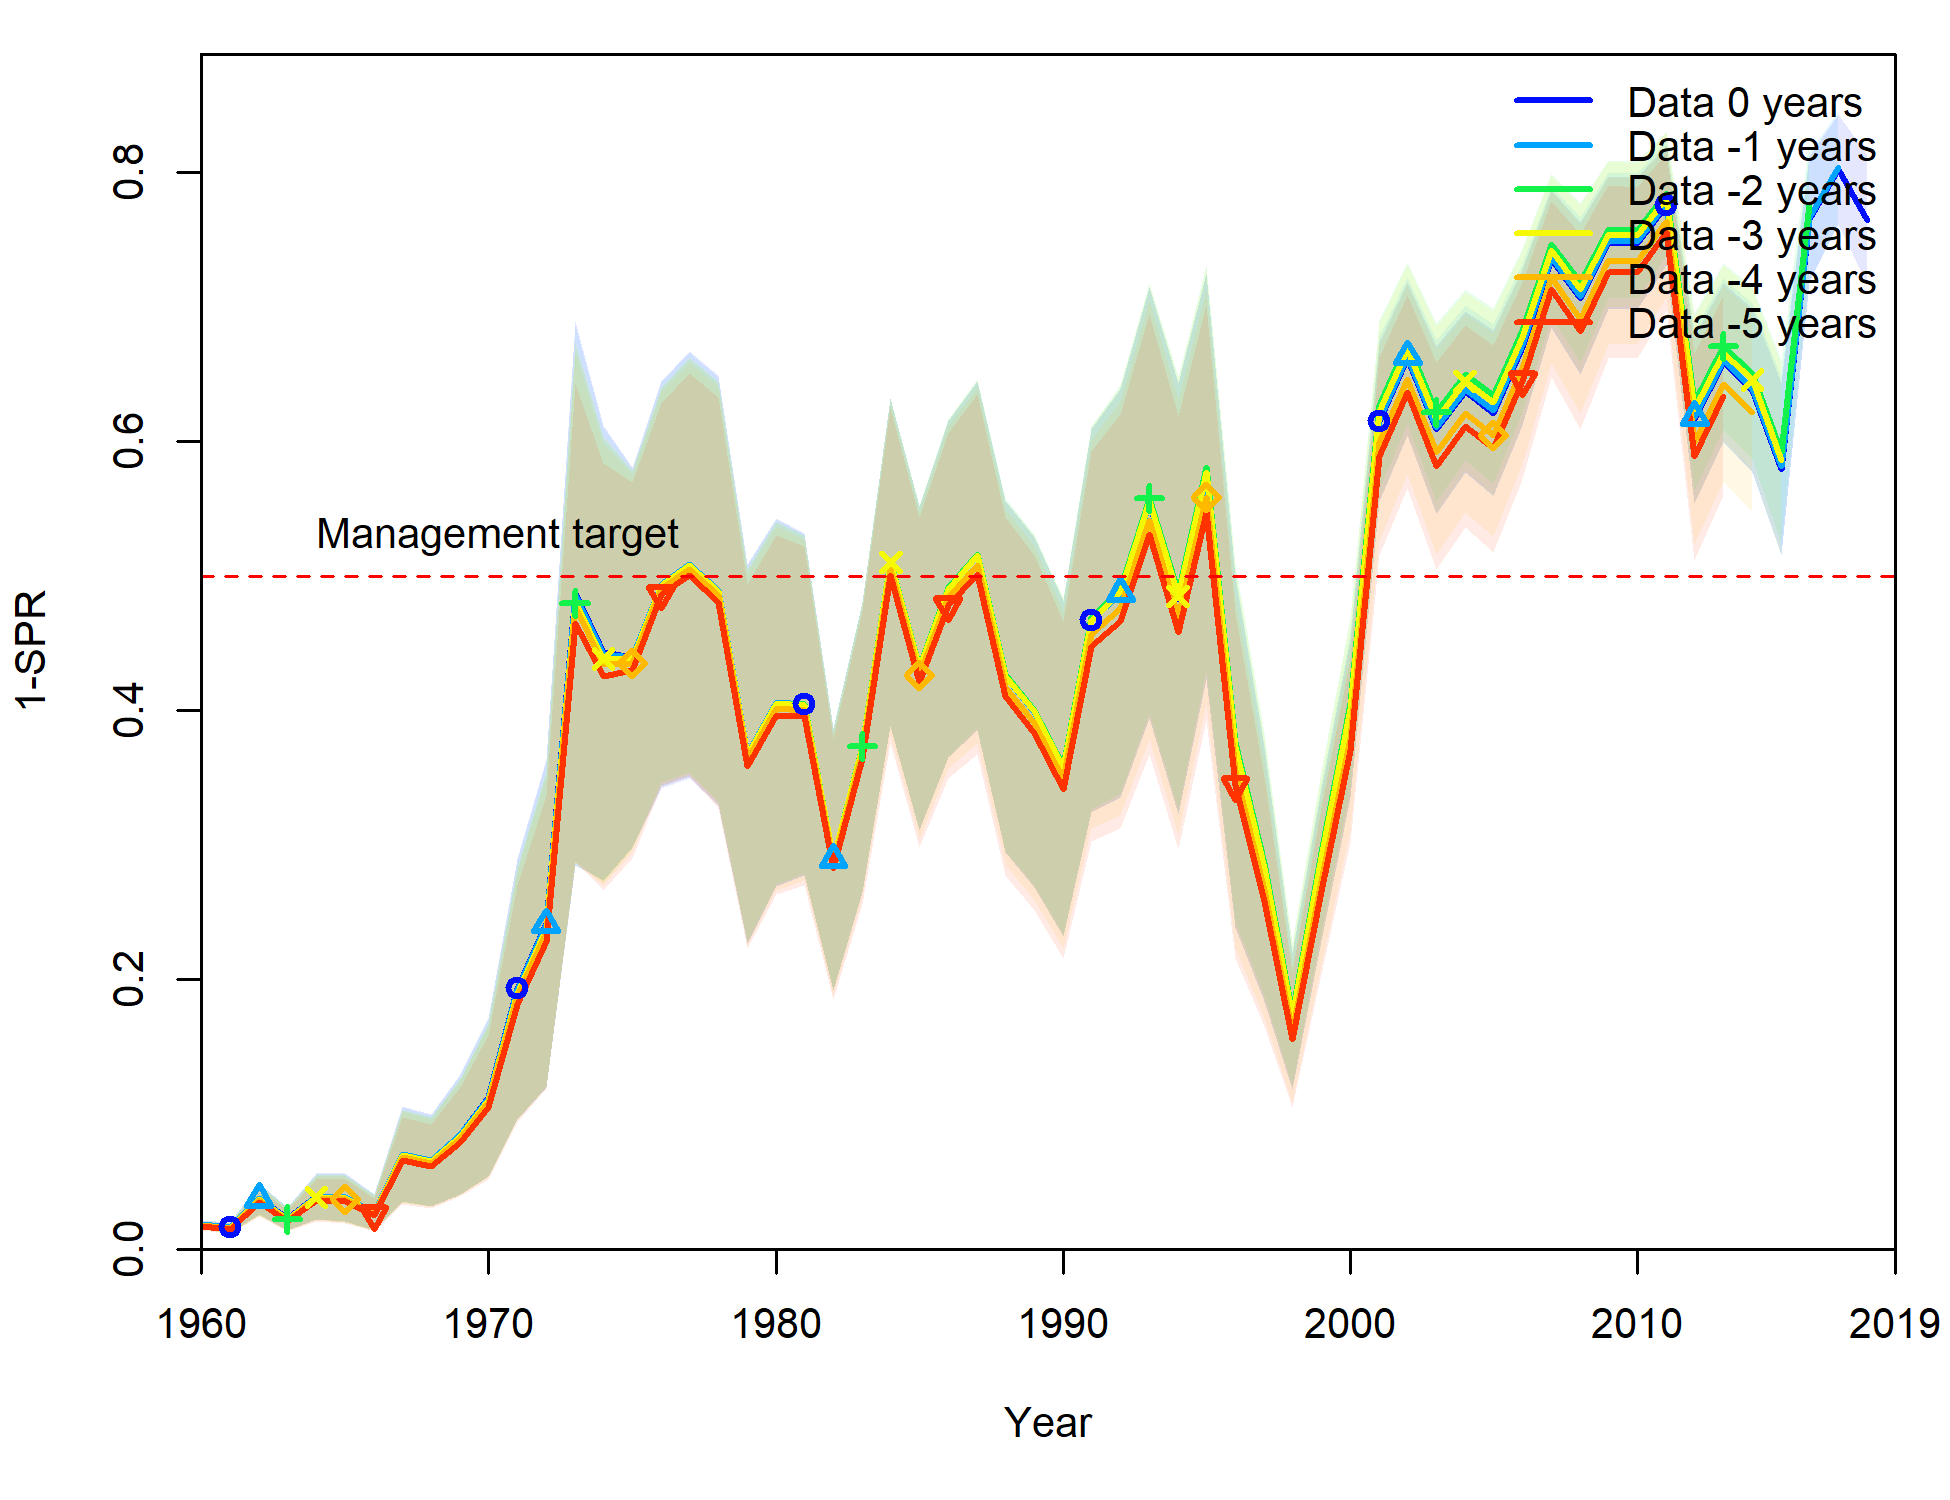 Data 0 years
Data -1 years
Data -2 years
Data -3 years
Data -4 years
Data -5 years
Management target
1-SPR
0.0
0.2
0.4
0.6
0.8
1960
1970
1980
1990
2000
2010
2019
Year